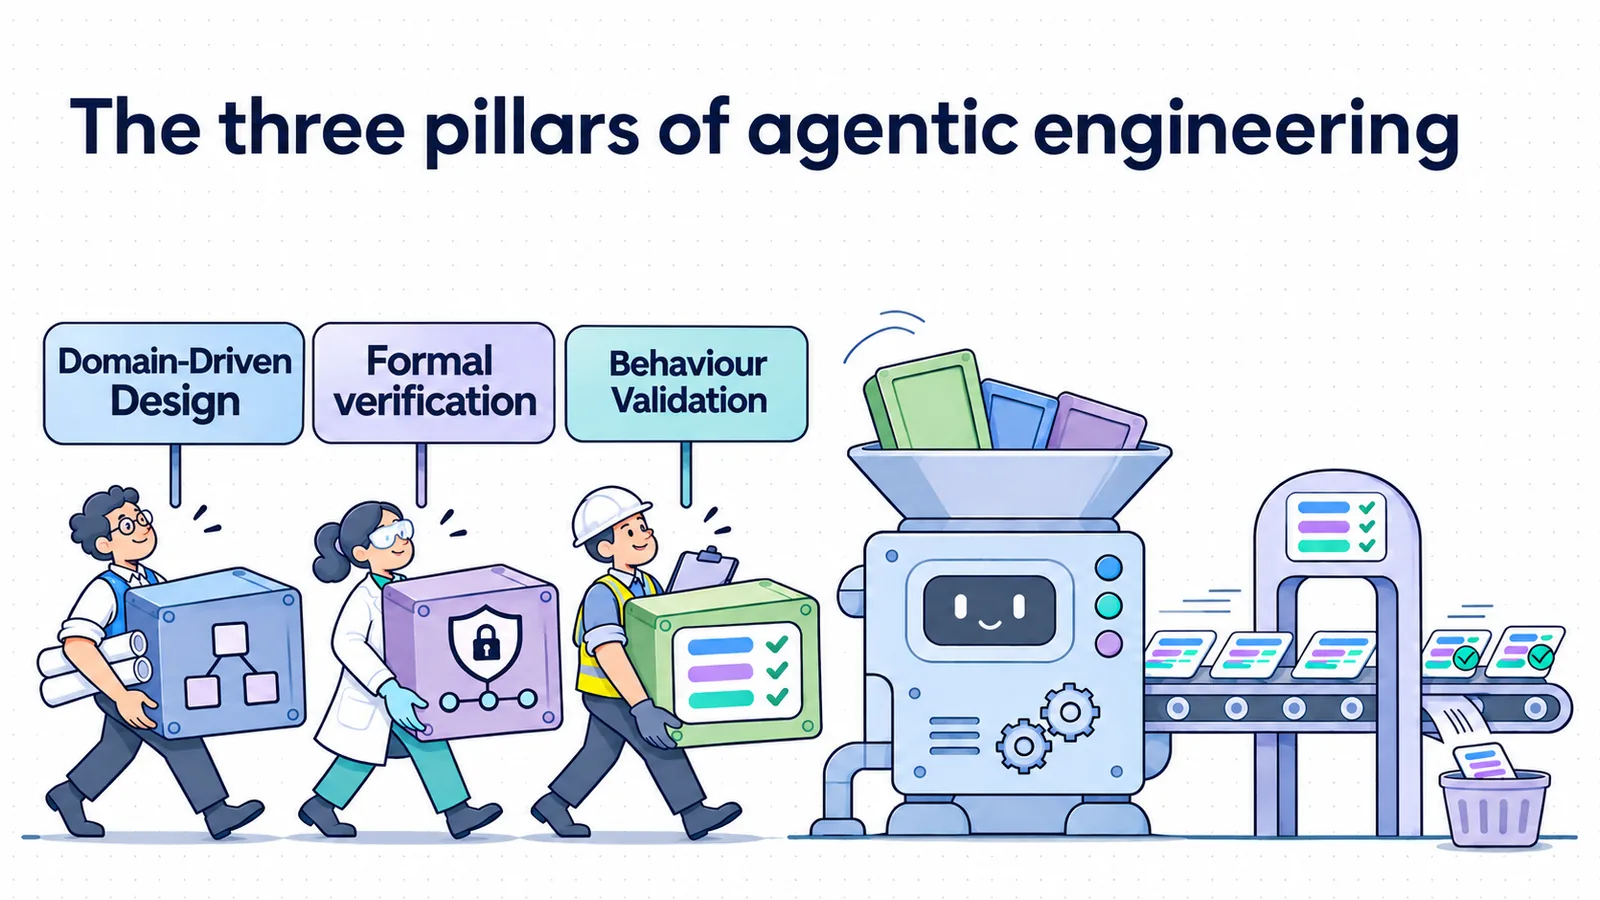 The three pillars of agentic engineering
Domain-Driven
Design
Formal
verification
Behaviour
Validation